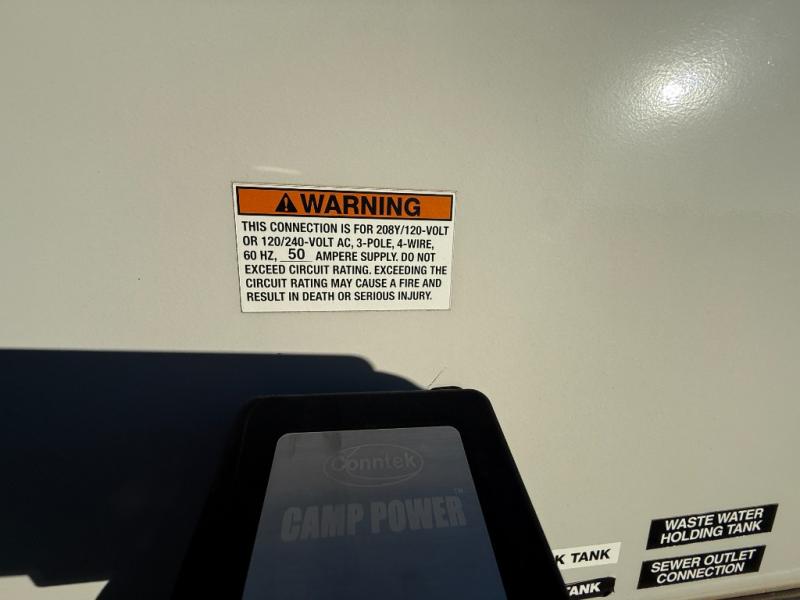 WARNING
THIS CONNECTION IS FOR 208Y/120-VOLT
OR 120/240-VOLT AC, 3-POLE, 4-WIRE,
60 HZ, 50 AMPERE SUPPLY. DO NOT
EXCEED CIRCUIT RATING. EXCEEDING THE
CIRCUIT RATING MAY CAUSE A FIRE AND
RESULT IN DEATH OR SERIOUS INJURY.
Conntek
CAMP POWER™
WASTE WATER
HOLDING TANK
K TANK
SEWER OUTLET
CONNECTION
TANK